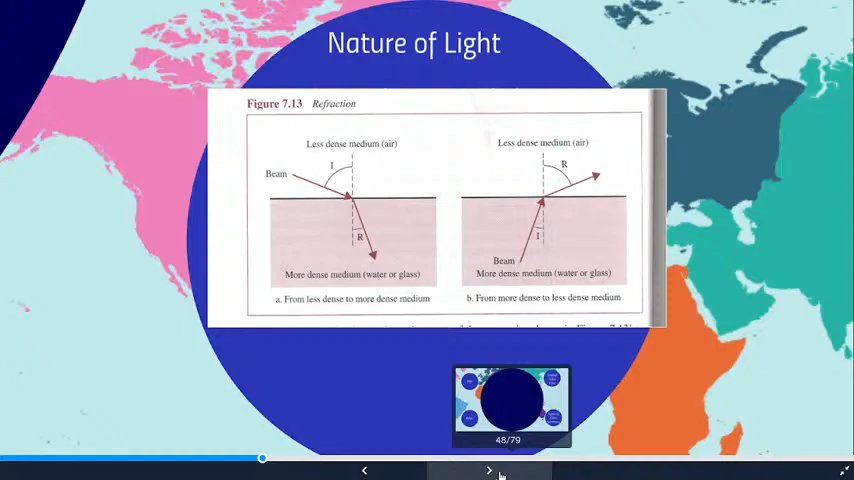 Nature of Light
Figure 7.13 Refraction
Less dense medium (air)
I
Beam
R
More dense medium (water or glass)
a. From less dense to more dense medium
Less dense medium (air)
R
I
Beam
More dense medium (water or glass)
b. From more dense to less dense medium
48/79